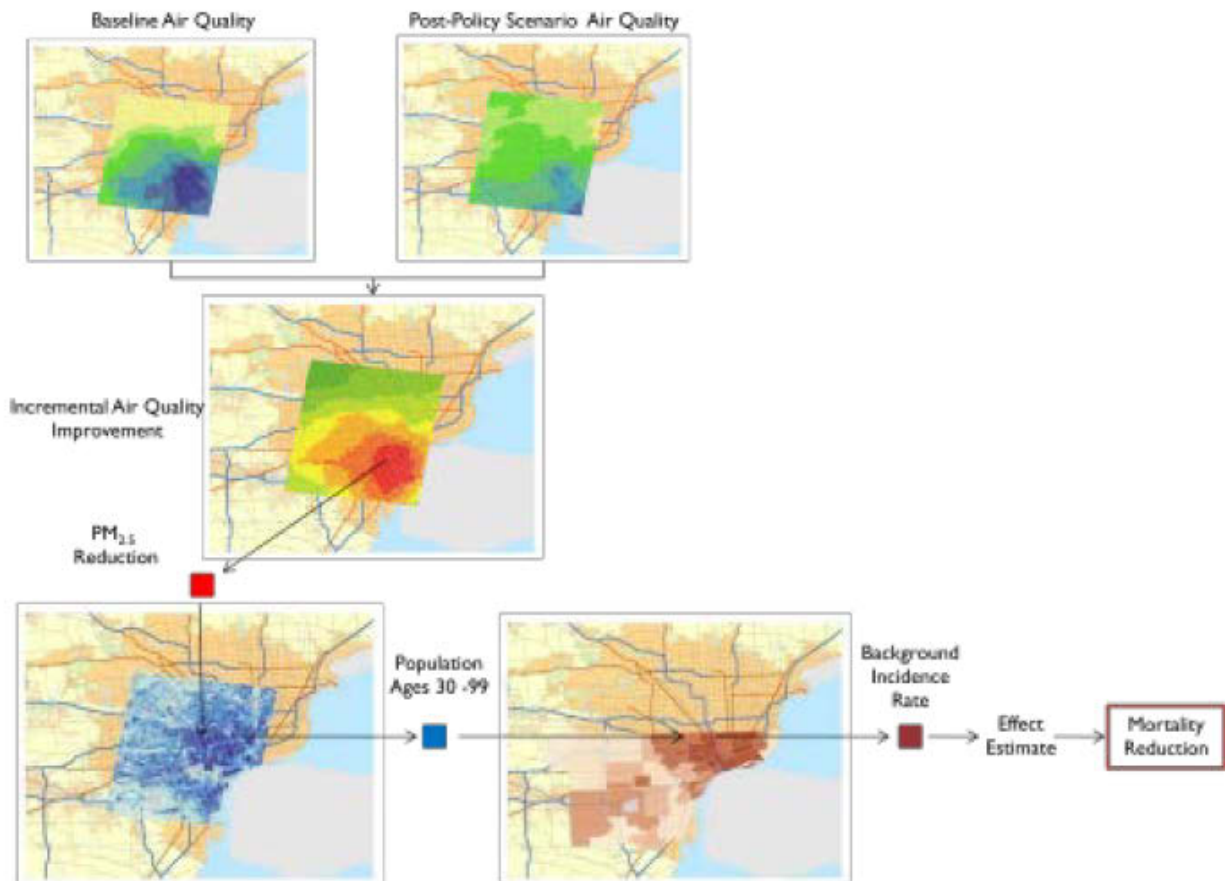 Baseline Air Quality
Post-Policy Scenario Air Quality
Incremental Air Quality
Improvement
PM2.5
Reduction
Population
Ages 30 -99
Background
Incidence
Rate
Effect
Estimate
Mortality
Reduction